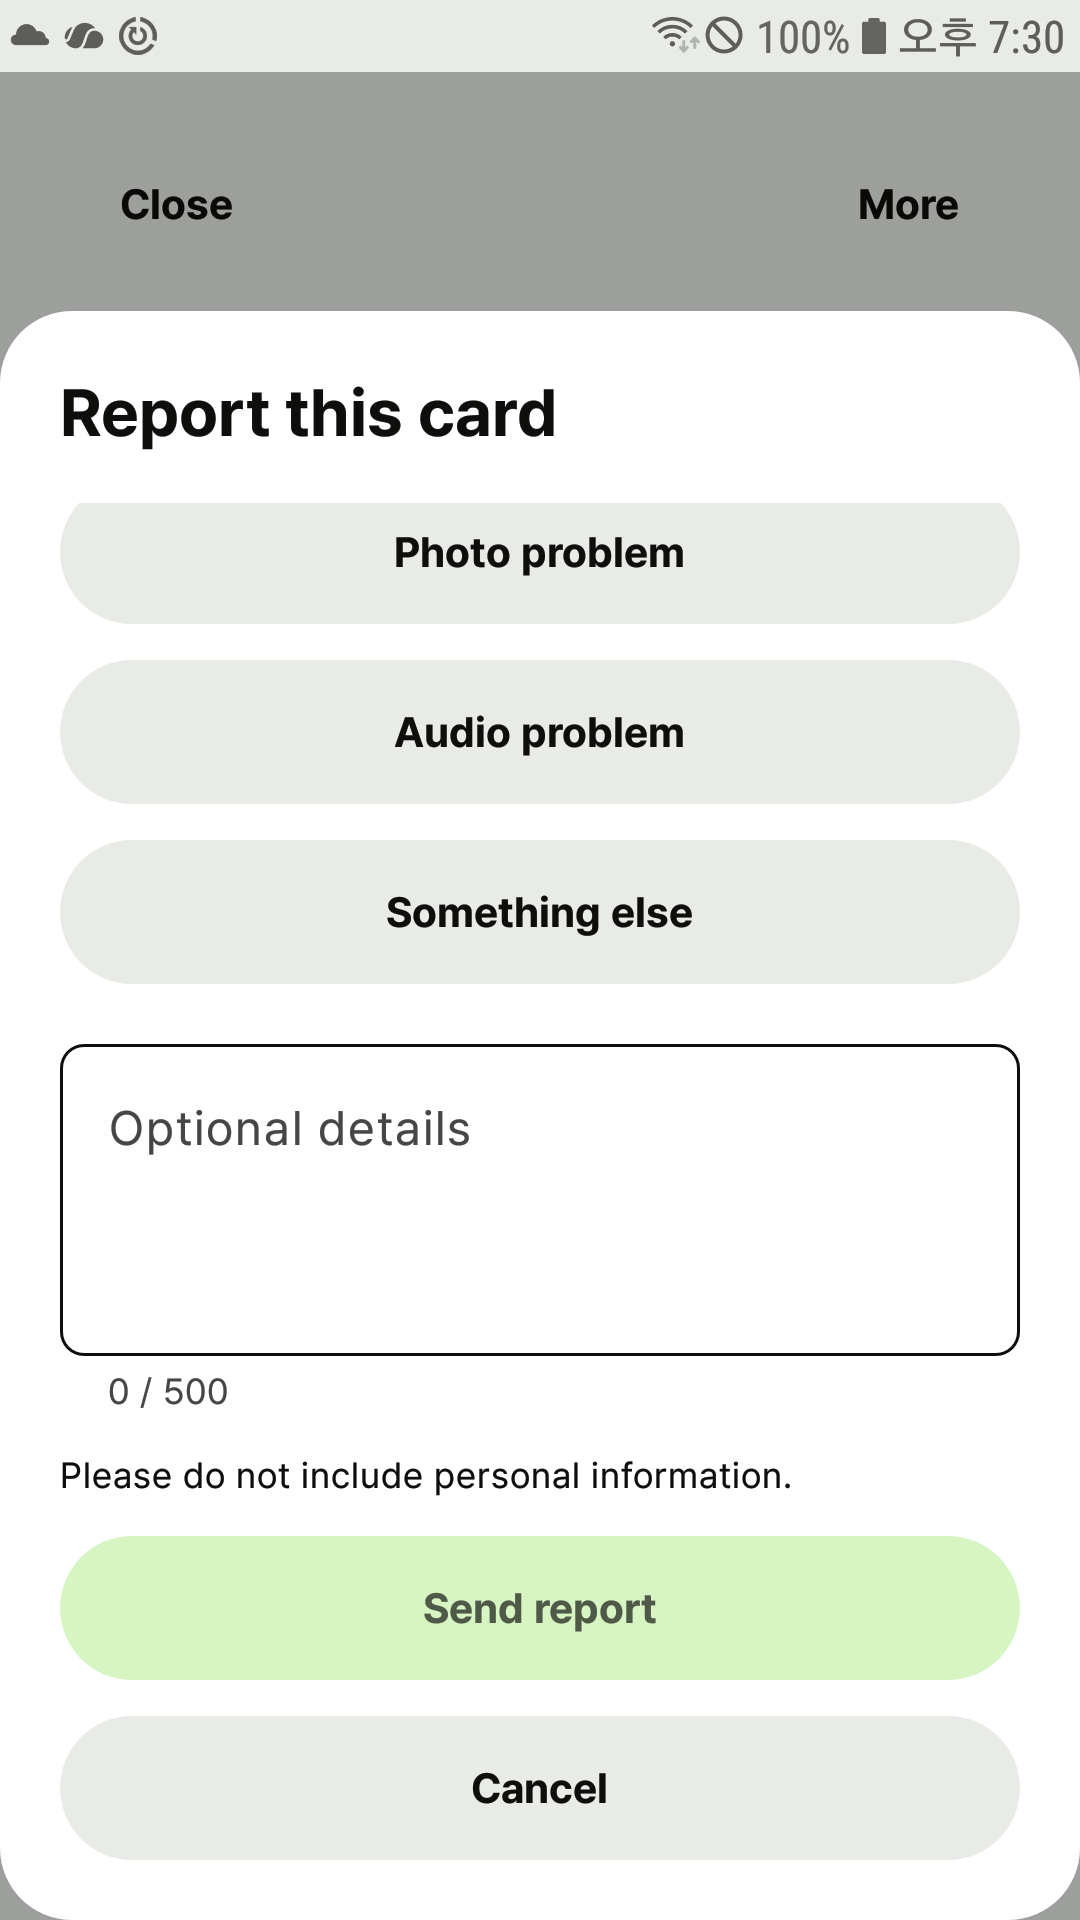 100% 오후 7:30
Close
More
Report this card
Photo problem
Audio problem
Something else
Optional details
0 / 500
Please do not include personal information.
Send report
Cancel